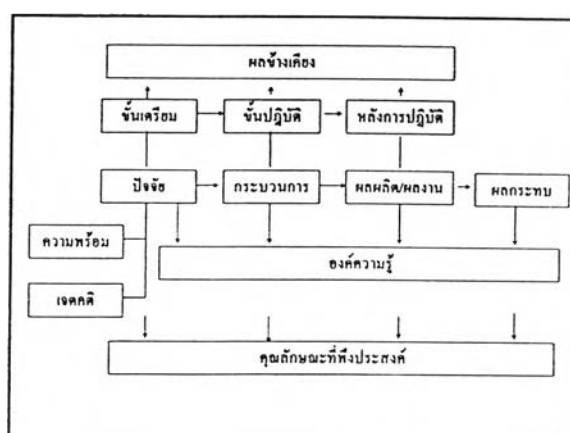 ผลข้างเคียง
ขั้นเตรียม ขั้นปฏิบัติ หลังการปฏิบัติ
ปัจจัย กระบวนการ ผลผลิต/ผลงาน ผลกระทบ
ความพร้อม
องค์ความรู้
เจตคติ
คุณลักษณะที่พึงประสงค์